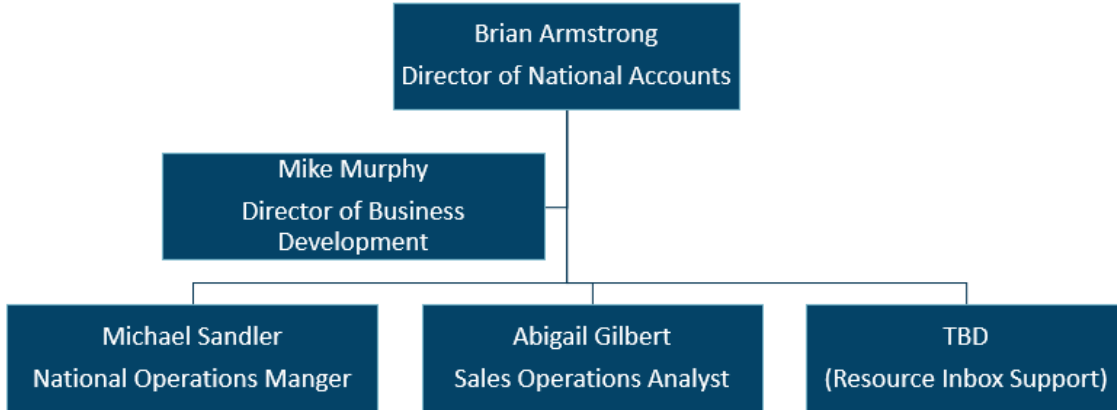 Brian Armstrong
Director of National Accounts
Mike Murphy
Director of Business
Development
Michael Sandler
National Operations Manger
Abigail Gilbert
Sales Operations Analyst
TBD
(Resource Inbox Support)